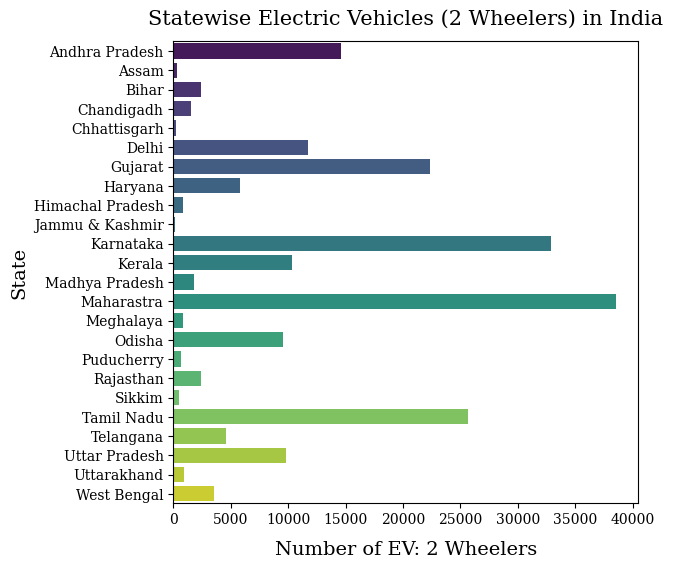 Statewise Electric Vehicles (2 Wheelers) in India
Andhra Pradesh
Assam
Bihar
Chandigadh
Chhattisgarh
Delhi
Gujarat
Haryana
Himachal Pradesh
Jammu & Kashmir
Karnataka
Kerala
Madhya Pradesh
Maharastra
Meghalaya
Odisha
Puducherry
Rajasthan
Sikkim
Tamil Nadu
Telangana
Uttar Pradesh
Uttarakhand
West Bengal
State
0 5000 10000 15000 20000 25000 30000 35000 40000
Number of EV: 2 Wheelers